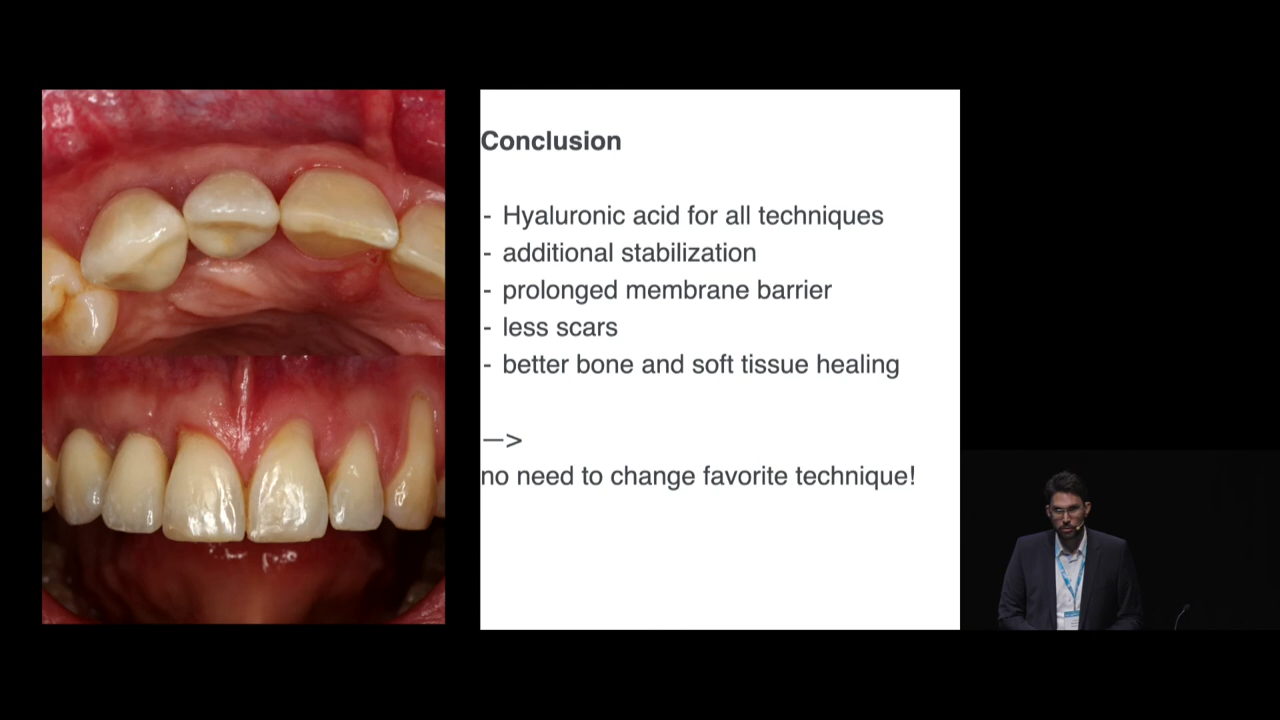 Conclusion
- Hyaluronic acid for all techniques
- additional stabilization
- prolonged membrane barrier
- less scars
- better bone and soft tissue healing
—>
no need to change favorite technique!